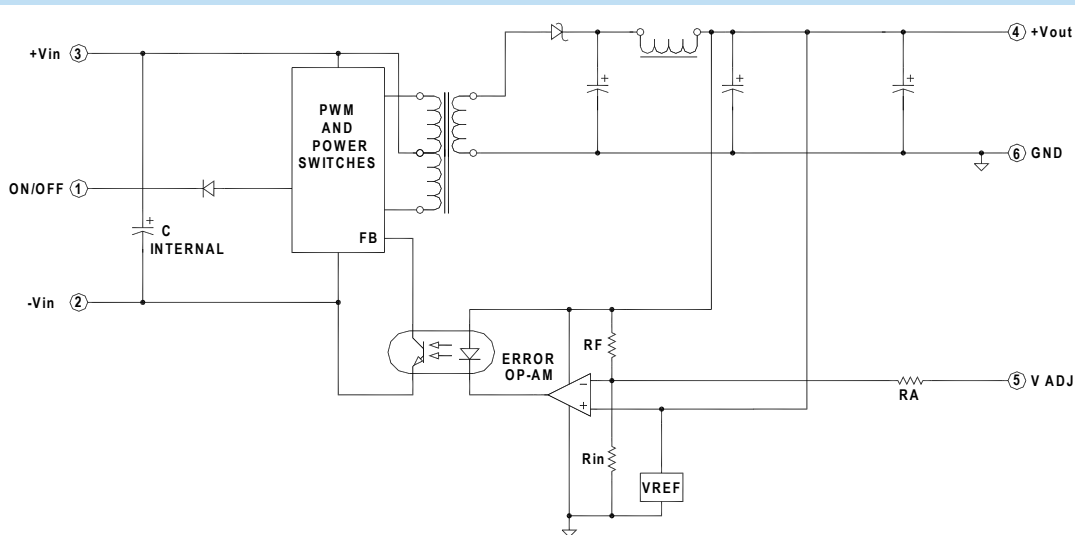 +Vin 3
4 +Vout
PWM
AND
POWER
SWITCHES
6 GND
ON/OFF 1
+ C
INTERNAL
FB
-Vin 2
RF
ERROR
OP-AM
5 V ADJ
RA
Rin
VREF